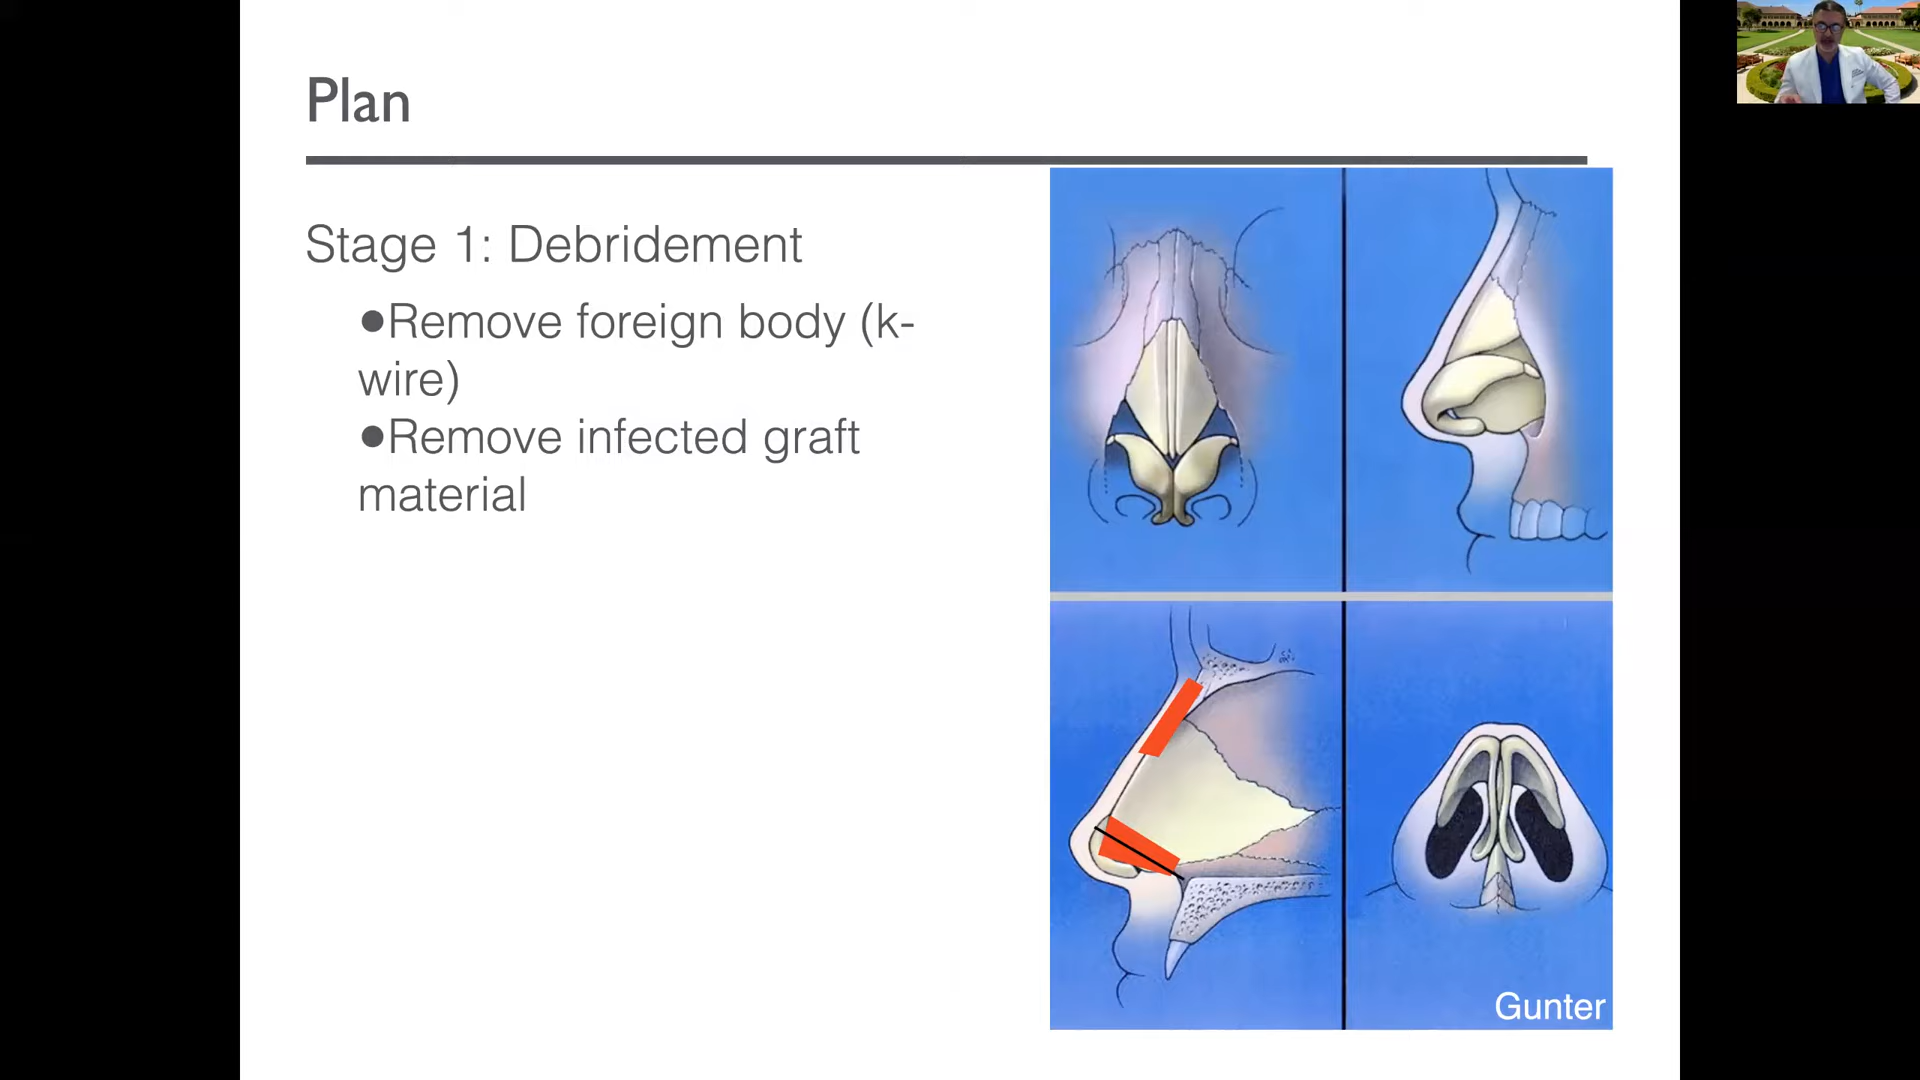 Plan
Stage 1: Debridement
●Remove foreign body (k-
wire)
●Remove infected graft
material
Gunter